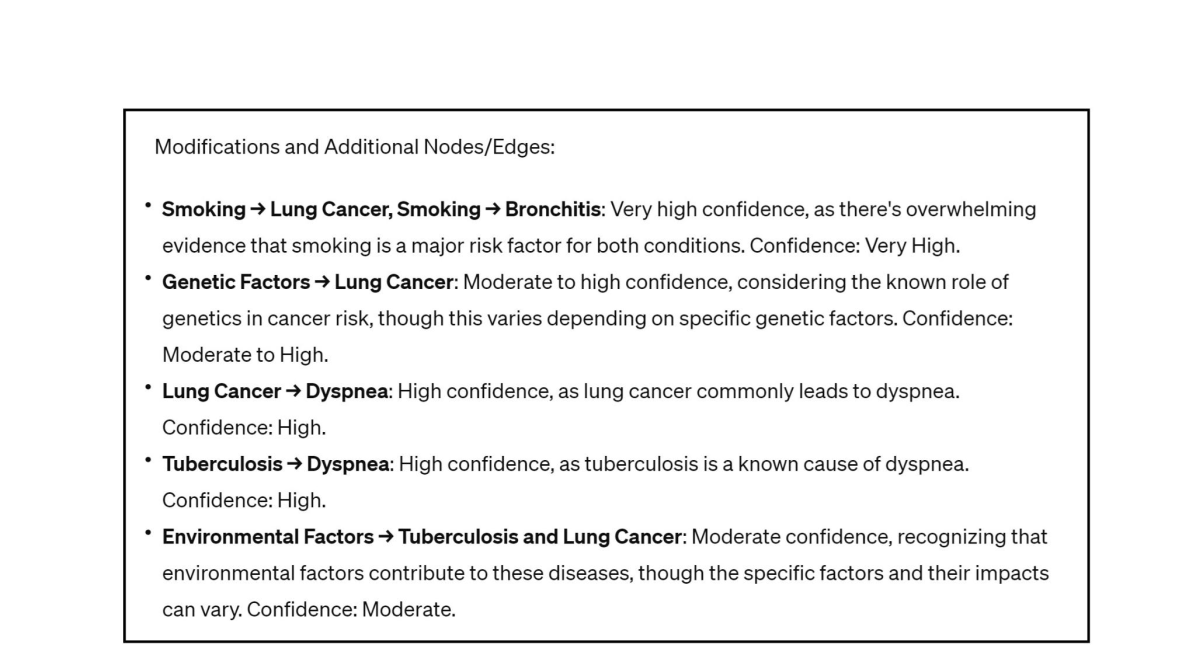 Modifications and Additional Nodes/Edges:
• Smoking → Lung Cancer, Smoking → Bronchitis: Very high confidence, as there's overwhelming
evidence that smoking is a major risk factor for both conditions. Confidence: Very High.
• Genetic Factors → Lung Cancer: Moderate to high confidence, considering the known role of
genetics in cancer risk, though this varies depending on specific genetic factors. Confidence:
Moderate to High.
• Lung Cancer → Dyspnea: High confidence, as lung cancer commonly leads to dyspnea.
Confidence: High.
• Tuberculosis → Dyspnea: High confidence, as tuberculosis is a known cause of dyspnea.
Confidence: High.
• Environmental Factors → Tuberculosis and Lung Cancer: Moderate confidence, recognizing that
environmental factors contribute to these diseases, though the specific factors and their impacts
can vary. Confidence: Moderate.